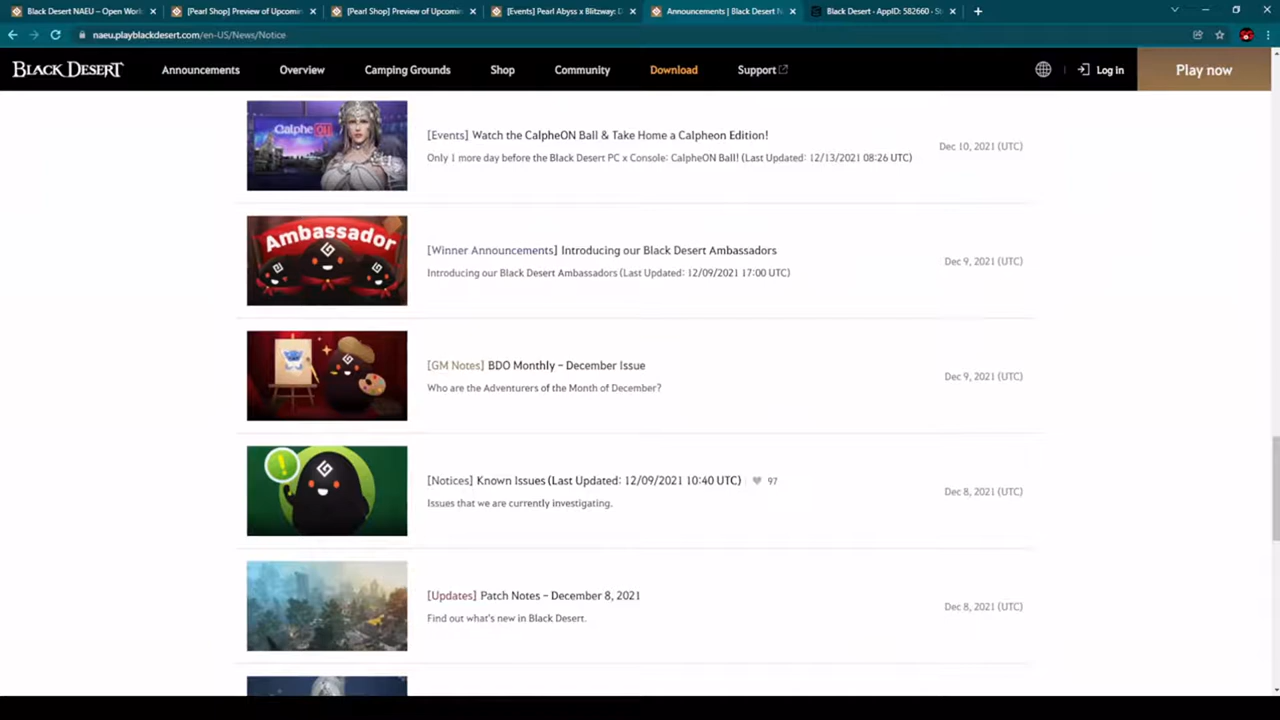 Black Desert NAEU – Open Worl
[Pearl Shop] Preview of Upcomin
[Pearl Shop] Preview of Upcomin
[Events] Pearl Abyss x Blitzway: D
Announcements | Black Desert N
Black Desert - AppID: 582660 - St
naeu.playblackdesert.com/en-US/News/Notice
BLACK DESERT
Announcements
Overview
Camping Grounds
Shop
Community
Download
Support
Log in
Play now
CalpheON
[Events] Watch the CalpheON Ball & Take Home a Calpheon Edition!
Only 1 more day before the Black Desert PC x Console: CalpheON Ball! (Last Updated: 12/13/2021 08:26 UTC)
Dec 10, 2021 (UTC)
Ambassador
[Winner Announcements] Introducing our Black Desert Ambassadors
Introducing our Black Desert Ambassadors (Last Updated: 12/09/2021 17:00 UTC)
Dec 9, 2021 (UTC)
[GM Notes] BDO Monthly – December Issue
Who are the Adventurers of the Month of December?
Dec 9, 2021 (UTC)
[Notices] Known Issues (Last Updated: 12/09/2021 10:40 UTC) 97
Issues that we are currently investigating.
Dec 8, 2021 (UTC)
[Updates] Patch Notes – December 8, 2021
Find out what's new in Black Desert.
Dec 8, 2021 (UTC)